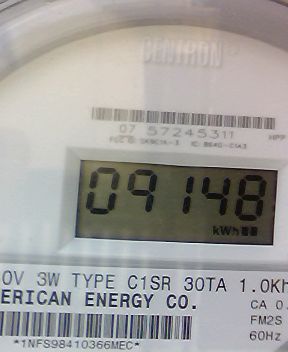 CENTRON
07 57245311
09148
kWh
0V 3W TYPE C1SR 30TA 1.0Kh
ERICAN ENERGY CO.
CA 0.
FM2S
60Hz
*1NFS98410366MEC*